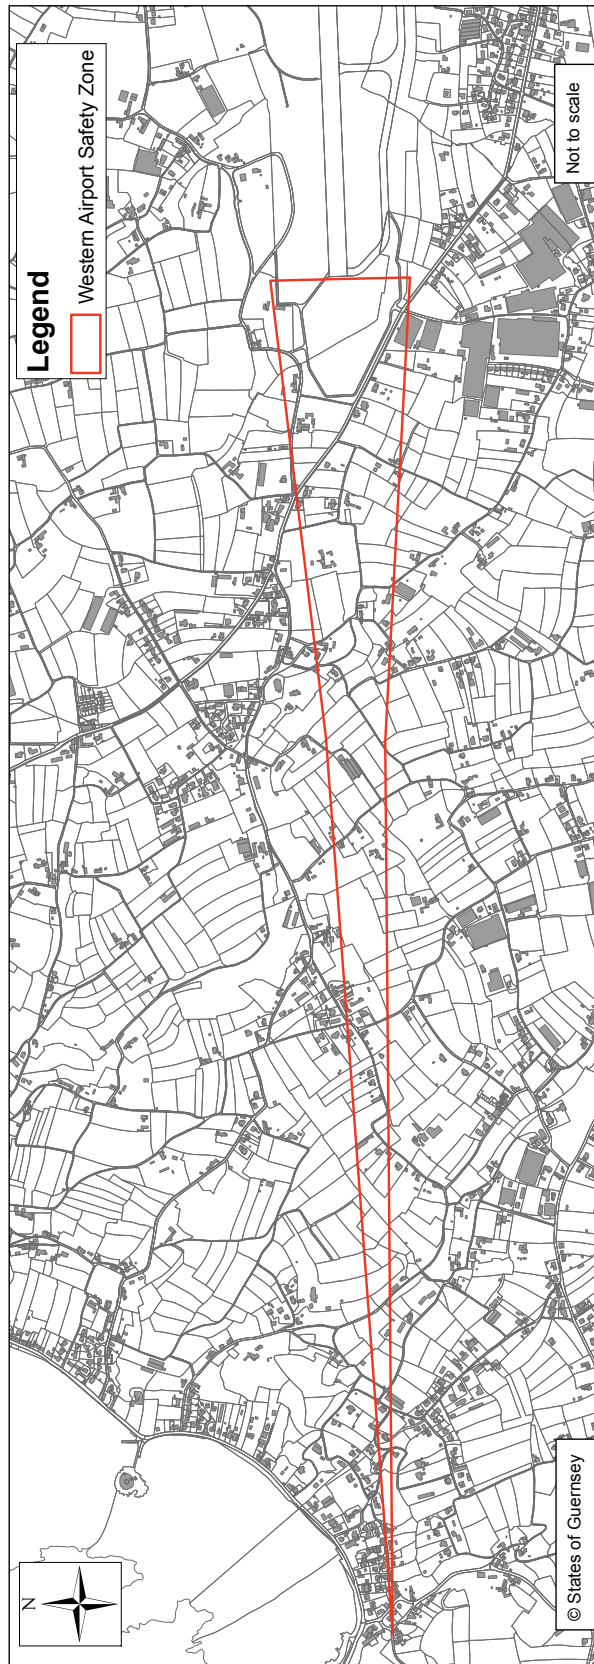 Legend
Western Airport Safety Zone
Not to scale
© States of Guernsey
N